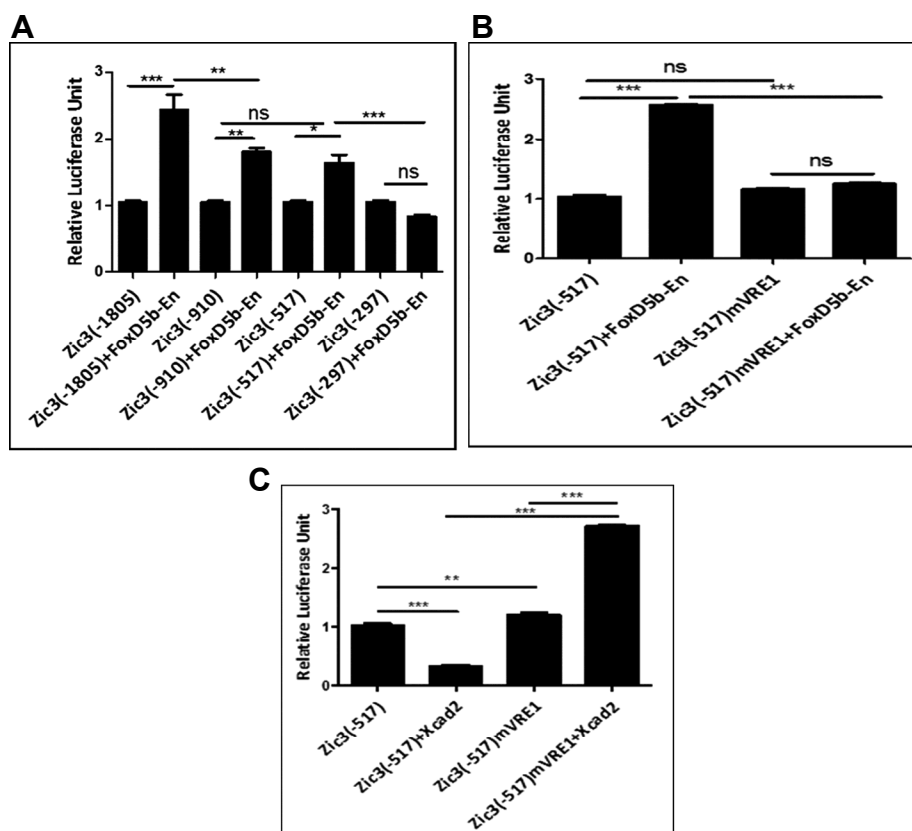 A
Relative Luciferase Unit
3
2
1
0
***
**
ns
**
*
***
ns
Zic3(-1805)
Zic3(-1805)+FoxD5b-En
Zic3(-910)
Zic3(-910)+FoxD5b-En
Zic3(-517)
Zic3(-517)+FoxD5b-En
Zic3(-297)
Zic3(-297)+FoxD5b-En
B
Relative Luciferase Unit
3
2
1
0
ns
***
***
ns
Zic3(-517)
Zic3(-517)+FoxD5b-En
Zic3(-517)mVRE1
Zic3(-517)mVRE1+FoxD5b-En
C
Relative Luciferase Unit
3
2
1
0
***
***
**
***
Zic3(-517)
Zic3(-517)+Xcad2
Zic3(-517)mVRE1
Zic3(-517)mVRE1+Xcad2